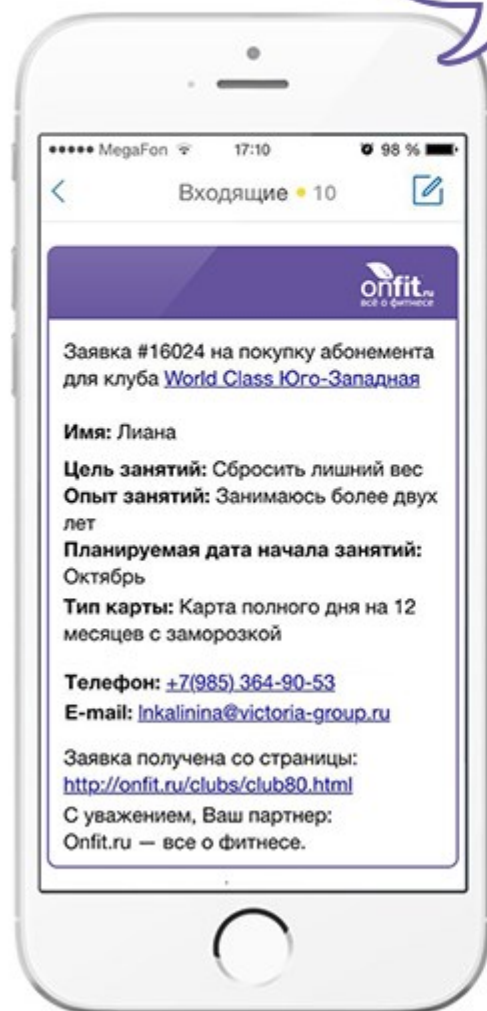 MegaFon 17:10 98 %
Входящие 10
onfit.ru
всё о фитнесе
Заявка #16024 на покупку абонемента
для клуба World Class Юго-Западная
Имя: Лиана
Цель занятий: Сбросить лишний вес
Опыт занятий: Занимаюсь более двух
лет
Планируемая дата начала занятий:
Октябрь
Тип карты: Карта полного дня на 12
месяцев с заморозкой
Телефон: +7(985) 364-90-53
E-mail: lnkalinina@victoria-group.ru
Заявка получена со страницы:
http://onfit.ru/clubs/club80.html
С уважением, Ваш партнер:
Onfit.ru — все о фитнесе.